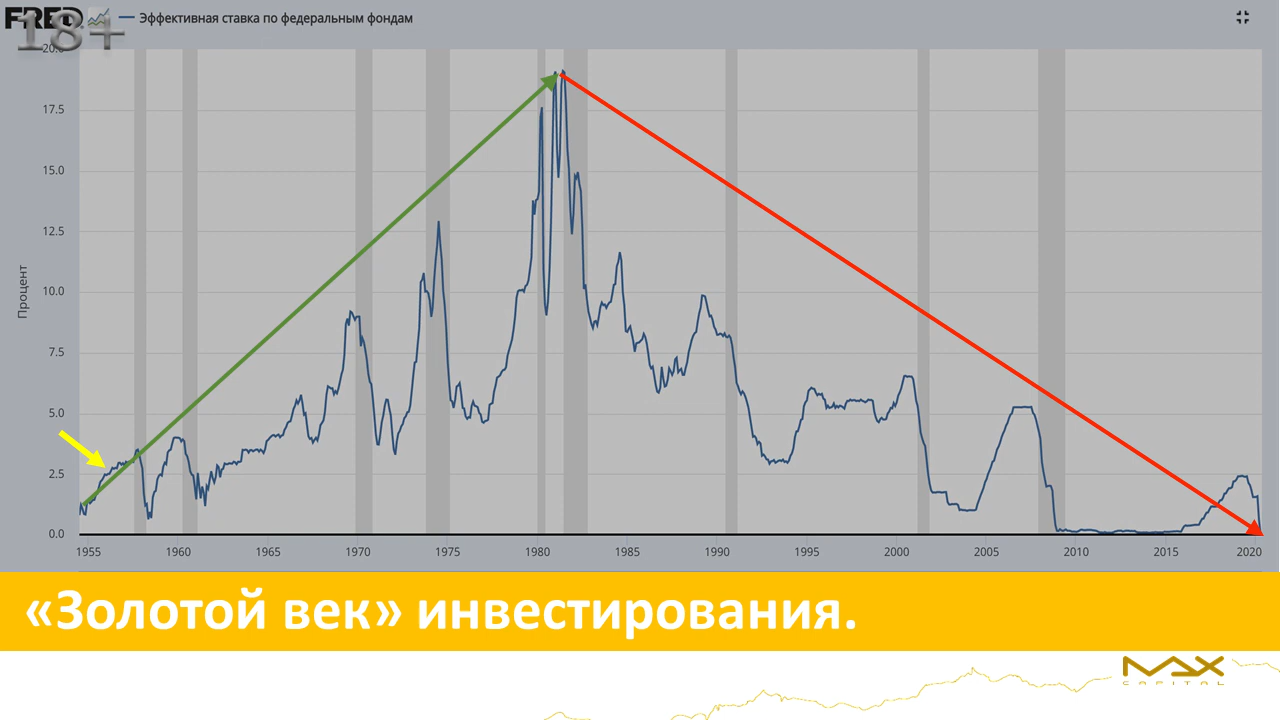 FRED
18+
Эффективная ставка по федеральным фондам
Процент
20.0
17.5
15.0
12.5
10.0
7.5
5.0
2.5
0.0
1955 1960 1965 1970 1975 1980 1985 1990 1995 2000 2005 2010 2015 2020
«Золотой век» инвестирования.
MAX
CAPITAL